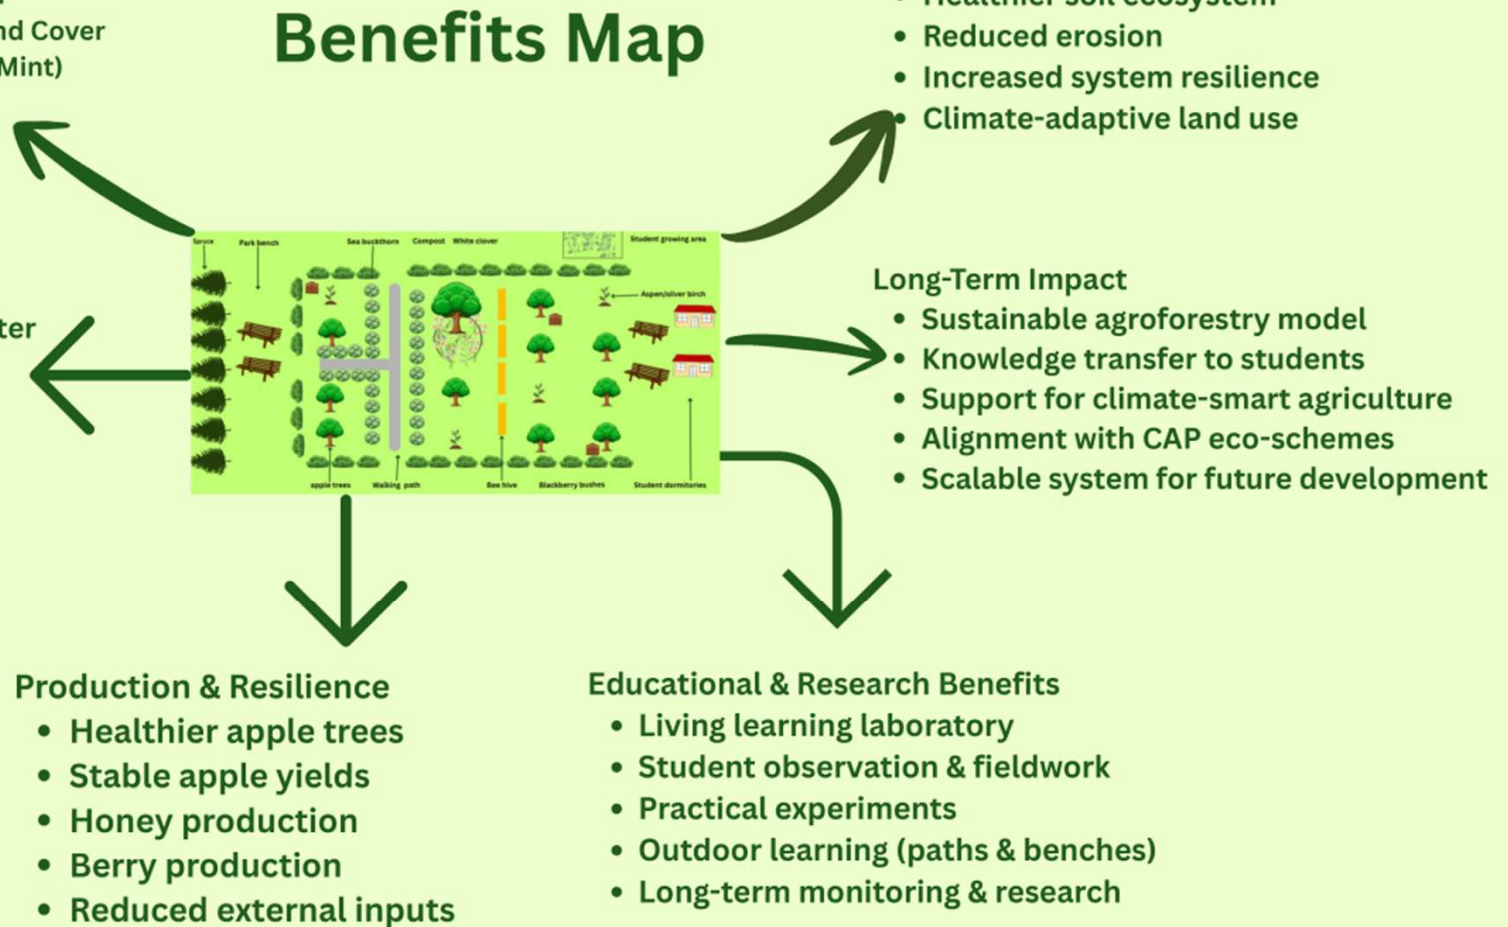 nd Cover
Mint)
Benefits Map
Healthier soil ecosystem
• Reduced erosion
• Increased system resilience
• Climate-adaptive land use
ter
Spruce
Park bench
Sea buckthorn
Compost
White clover
Student growing area
Aspen/silver birch
apple trees
Walking path
Bee hive
Blackberry bushes
Student dormitories
Long-Term Impact
• Sustainable agroforestry model
• Knowledge transfer to students
• Support for climate-smart agriculture
• Alignment with CAP eco-schemes
• Scalable system for future development
Production & Resilience
• Healthier apple trees
• Stable apple yields
• Honey production
• Berry production
• Reduced external inputs
Educational & Research Benefits
• Living learning laboratory
• Student observation & fieldwork
• Practical experiments
• Outdoor learning (paths & benches)
• Long-term monitoring & research